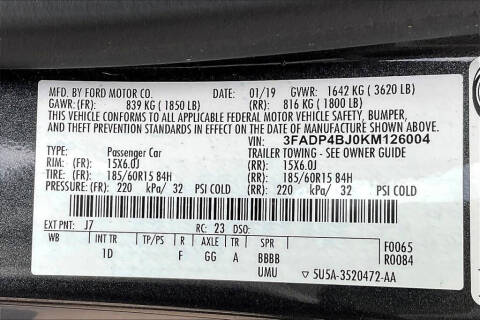 MFD. BY FORD MOTOR CO. DATE: 01/19 GVWR: 1642 KG ( 3620 LB)
GAWR: (FR): 839 KG ( 1850 LB) (RR): 816 KG ( 1800 LB)
THIS VEHICLE CONFORMS TO ALL APPLICABLE FEDERAL MOTOR VEHICLE SAFETY, BUMPER,
AND THEFT PREVENTION STANDARDS IN EFFECT ON THE DATE OF MANUFACTURE SHOWN ABOVE.
VIN: 3FADP4BJ0KM126004
TYPE: Passenger Car TRAILER TOWING - SEE OWNER GUIDE
RIM: (FR): 15X6.0J (RR): 15X6.0J
TIRE: (FR): 185/60R15 84H (RR): 185/60R15 84H
PRESSURE: (FR): 220 kPa/ 32 PSI COLD (RR): 220 kPa/ 32 PSI COLD
EXT PNT: J7 RC: 23 DSO:
WB INT TR TP/PS R AXLE TR SPR F0065
1D F GG A BBBB R0084
UMU ▽ 5U5A-3520472-AA